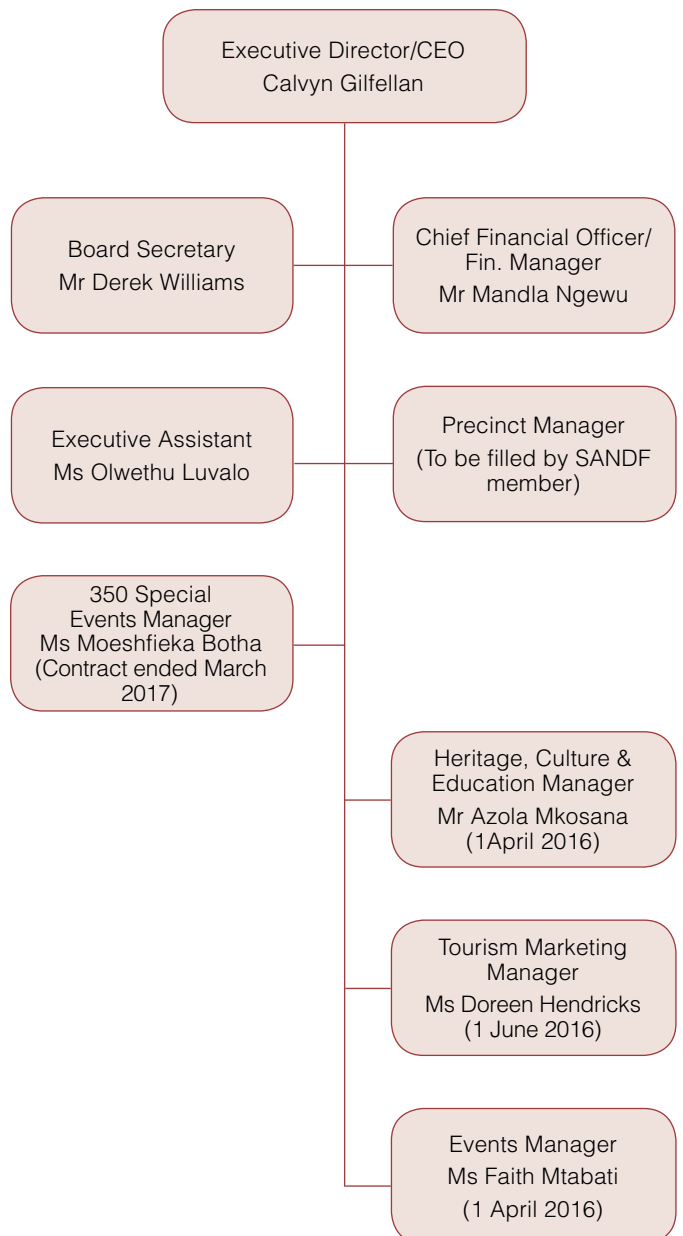 Executive Director/CEO
Calvyn Gilfellan
Board Secretary
Mr Derek Williams
Chief Financial Officer/
Fin. Manager
Mr Mandla Ngewu
Executive Assistant
Ms Olwethu Luvalo
Precinct Manager
(To be filled by SANDF
member)
350 Special
Events Manager
Ms Moeshfieka Botha
(Contract ended March
2017)
Heritage, Culture &
Education Manager
Mr Azola Mkosana
(1April 2016)
Tourism Marketing
Manager
Ms Doreen Hendricks
(1 June 2016)
Events Manager
Ms Faith Mtabati
(1 April 2016)